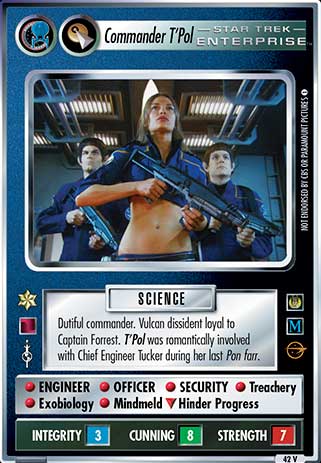 Commander T'Pol
STAR TREK
ENTERPRISE
NOT ENDORSED BY CBS OR PARAMOUNT PICTURES
SCIENCE
Dutiful commander. Vulcan dissident loyal to
Captain Forrest. T'Pol was romantically involved
with Chief Engineer Tucker during her last Pon farr.
M
ENGINEER OFFICER SECURITY Treachery
Exobiology Mindmeld Hinder Progress
INTEGRITY 3 CUNNING 8 STRENGTH 7
42 V